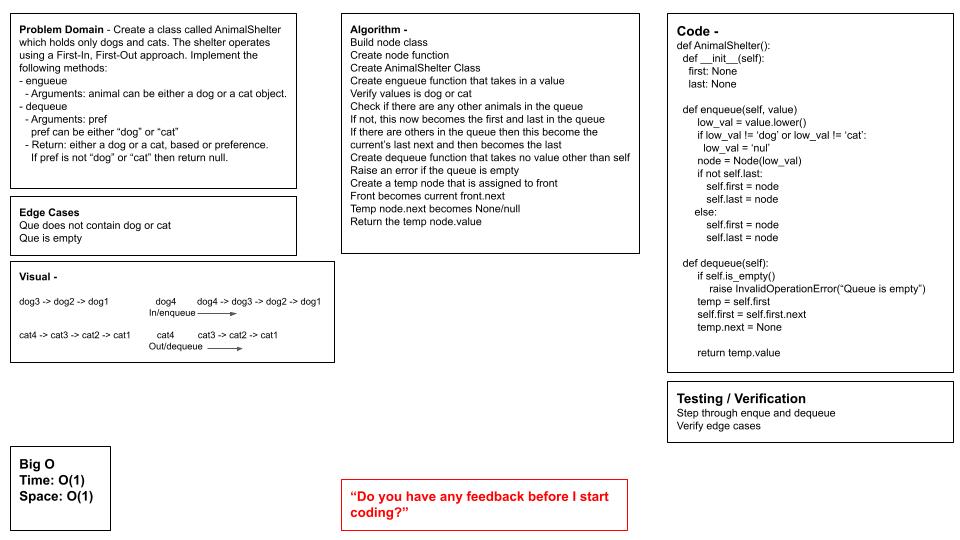 Problem Domain - Create a class called AnimalShelter
which holds only dogs and cats. The shelter operates
using a First-In, First-Out approach. Implement the
following methods:
- engueue
- Arguments: animal can be either a dog or a cat object.
- dequeue
- Arguments: pref
pref can be either “dog” or “cat”
- Return: either a dog or a cat, based or preference.
If pref is not “dog” or “cat” then return null.
Edge Cases
Que does not contain dog or cat
Que is empty
Visual -
dog3 -> dog2 -> dog1 dog4 dog4 -> dog3 -> dog2 -> dog1
In/enqueue
cat4 -> cat3 -> cat2 -> cat1 cat4 cat3 -> cat2 -> cat1
Out/dequeue
Big O
Time: O(1)
Space: O(1)
Algorithm -
Build node class
Create node function
Create AnimalShelter Class
Create engueue function that takes in a value
Verify values is dog or cat
Check if there are any other animals in the queue
If not, this now becomes the first and last in the queue
If there are others in the queue then this become the
current’s last next and then becomes the last
Create dequeue function that takes no value other than self
Raise an error if the queue is empty
Create a temp node that is assigned to front
Front becomes current front.next
Temp node.next becomes None/null
Return the temp node.value
“Do you have any feedback before I start
coding?”
Code -
def AnimalShelter():
def __init__(self):
first: None
last: None
def enqueue(self, value)
low_val = value.lower()
if low_val != ‘dog’ or low_val != ‘cat’:
low_val = ‘nul’
node = Node(low_val)
if not self.last:
self.first = node
self.last = node
else:
self.first = node
self.last = node
def dequeue(self):
if self.is_empty()
raise InvalidOperationError(“Queue is empty”)
temp = self.first
self.first = self.first.next
temp.next = None
return temp.value
Testing / Verification
Step through enque and dequeue
Verify edge cases